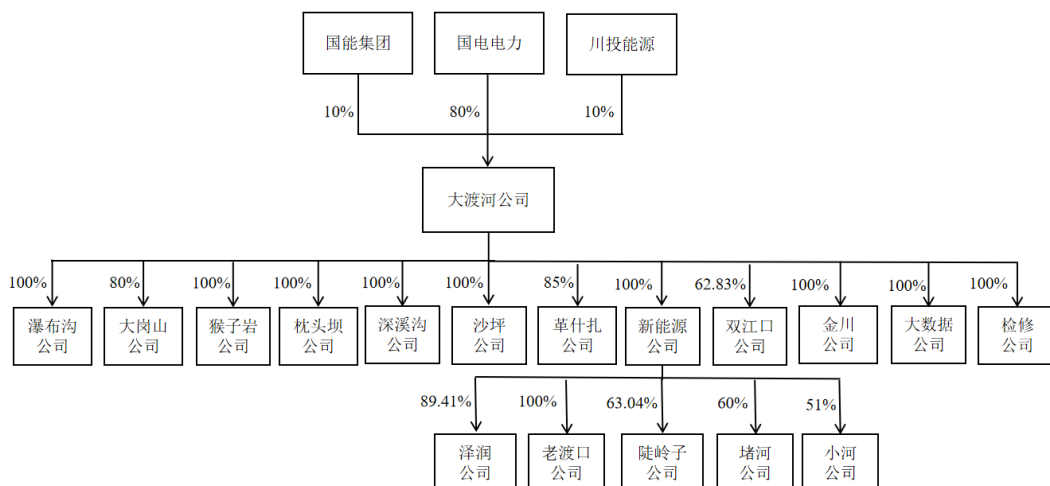 国能集团
国电电力
川投能源
10%
80%
10%
大渡河公司
100%
80%
100%
100%
100%
100%
85%
100%
62.83%
100%
100%
100%
瀑布沟
公司
大岗山
公司
猴子岩
公司
枕头坝
公司
深溪沟
公司
沙坪
公司
革什扎
公司
新能源
公司
双江口
公司
金川
公司
大数据
公司
检修
公司
89.41%
100%
63.04%
60%
51%
泽润
公司
老渡口
公司
陡岭子
公司
堵河
公司
小河
公司